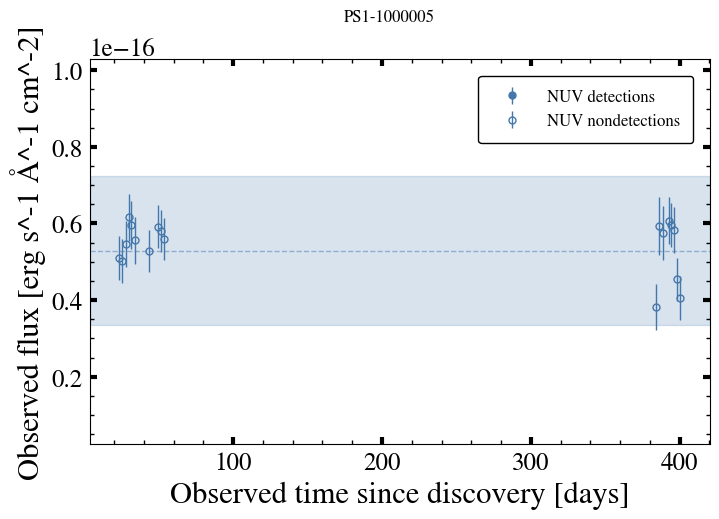 PS1-1000005
1e−16
1.0
0.8
0.6
0.4
0.2
100
200
300
400
NUV detections
NUV nondetections
Observed flux [erg s^-1 Å^-1 cm^-2]
Observed time since discovery [days]